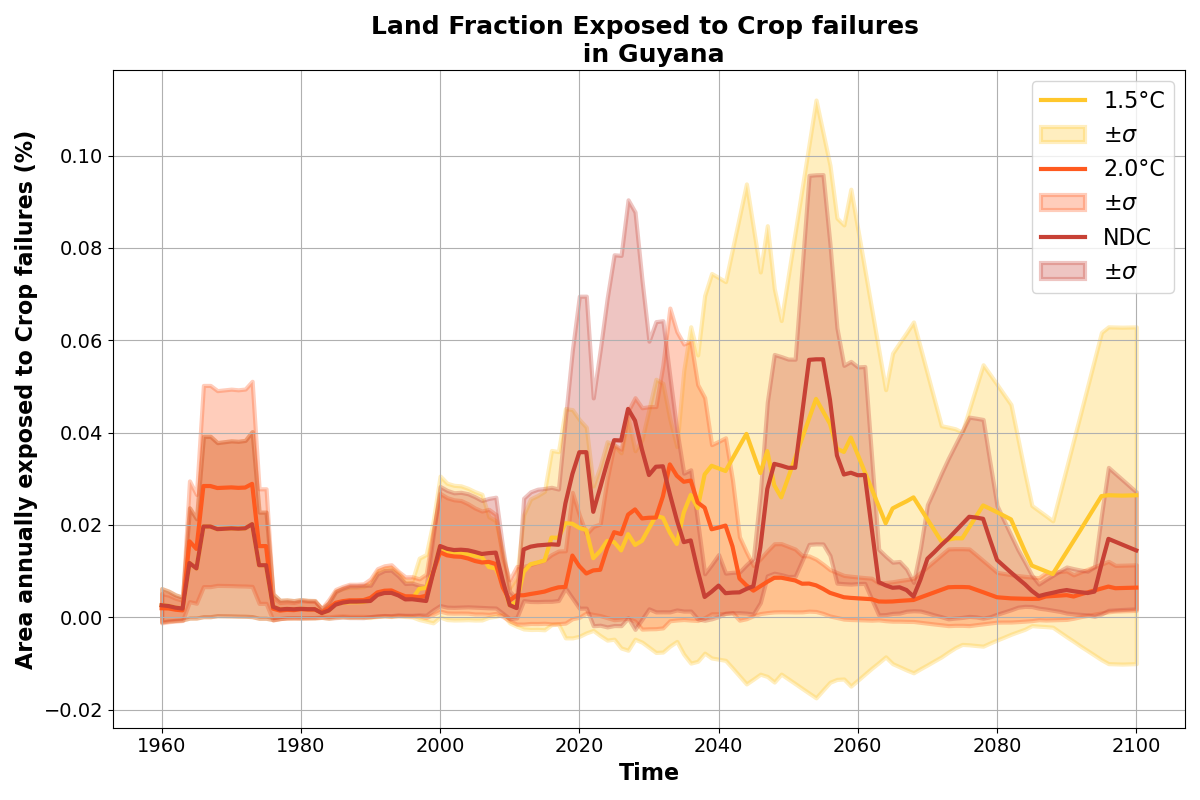 Land Fraction Exposed to Crop failures
in Guyana
Area annually exposed to Crop failures (%)
0.10
0.08
0.06
0.04
0.02
0.00
−0.02
1960
1980
2000
2020
2040
2060
2080
2100
Time
1.5°C
±σ
2.0°C
±σ
NDC
±σ